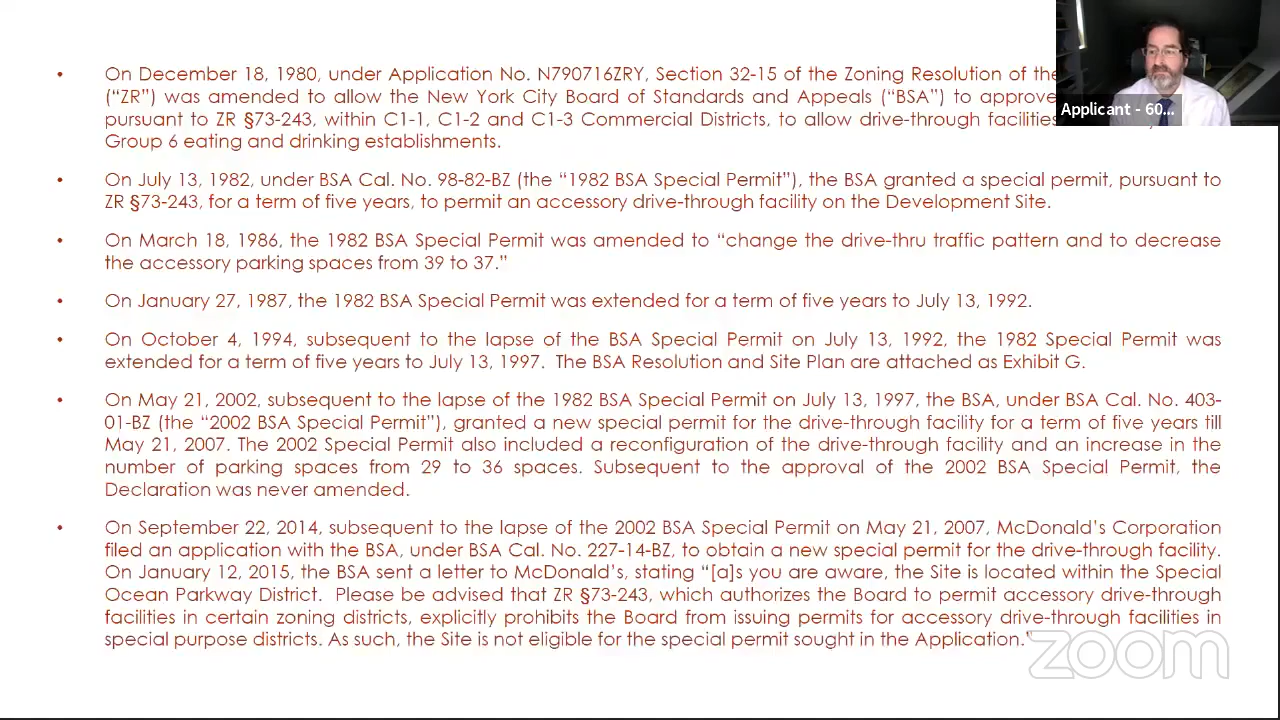 • On December 18, 1980, under Application No. N790716ZRY, Section 32-15 of the Zoning Resolution of the
(“ZR”) was amended to allow the New York City Board of Standards and Appeals (“BSA”) to approve
pursuant to ZR §73-243, within C1-1, C1-2 and C1-3 Commercial Districts, to allow drive-through facilities
Group 6 eating and drinking establishments.
• On July 13, 1982, under BSA Cal. No. 98-82-BZ (the “1982 BSA Special Permit”), the BSA granted a special permit, pursuant to
ZR §73-243, for a term of five years, to permit an accessory drive-through facility on the Development Site.
• On March 18, 1986, the 1982 BSA Special Permit was amended to “change the drive-thru traffic pattern and to decrease
the accessory parking spaces from 39 to 37.”
• On January 27, 1987, the 1982 BSA Special Permit was extended for a term of five years to July 13, 1992.
• On October 4, 1994, subsequent to the lapse of the BSA Special Permit on July 13, 1992, the 1982 Special Permit was
extended for a term of five years to July 13, 1997. The BSA Resolution and Site Plan are attached as Exhibit G.
• On May 21, 2002, subsequent to the lapse of the 1982 BSA Special Permit on July 13, 1997, the BSA, under BSA Cal. No. 403-
01-BZ (the “2002 BSA Special Permit”), granted a new special permit for the drive-through facility for a term of five years till
May 21, 2007. The 2002 Special Permit also included a reconfiguration of the drive-through facility and an increase in the
number of parking spaces from 29 to 36 spaces. Subsequent to the approval of the 2002 BSA Special Permit, the
Declaration was never amended.
• On September 22, 2014, subsequent to the lapse of the 2002 BSA Special Permit on May 21, 2007, McDonald’s Corporation
filed an application with the BSA, under BSA Cal. No. 227-14-BZ, to obtain a new special permit for the drive-through facility.
On January 12, 2015, the BSA sent a letter to McDonald’s, stating “[a]s you are aware, the Site is located within the Special
Ocean Parkway District. Please be advised that ZR §73-243, which authorizes the Board to permit accessory drive-through
facilities in certain zoning districts, explicitly prohibits the Board from issuing permits for accessory drive-through facilities in
special purpose districts. As such, the Site is not eligible for the special permit sought in the Application.”
Applicant - 60...
zoom